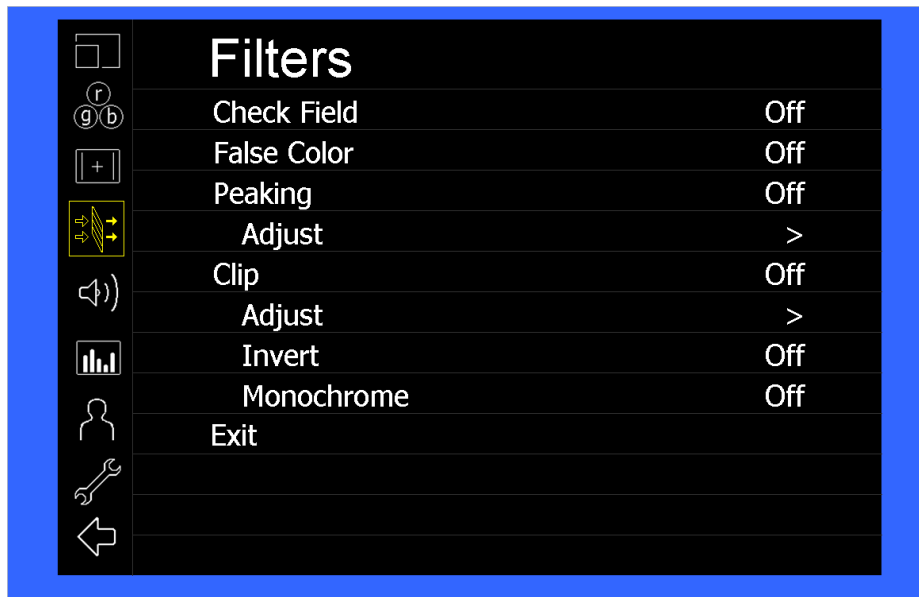 Filters
r
g b
Check Field Off
False Color Off
Peaking Off
Adjust >
Clip Off
Adjust >
Invert Off
Monochrome Off
Exit